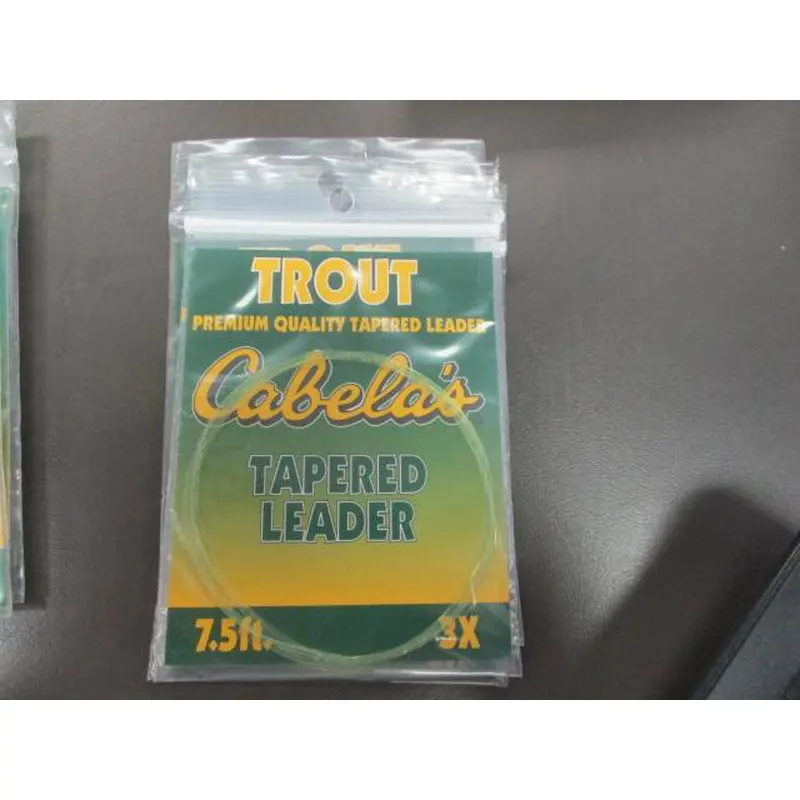 TROUT
PREMIUM QUALITY TAPERED LEADER
Cabela's
TAPERED
LEADER
7.5ft. 3X